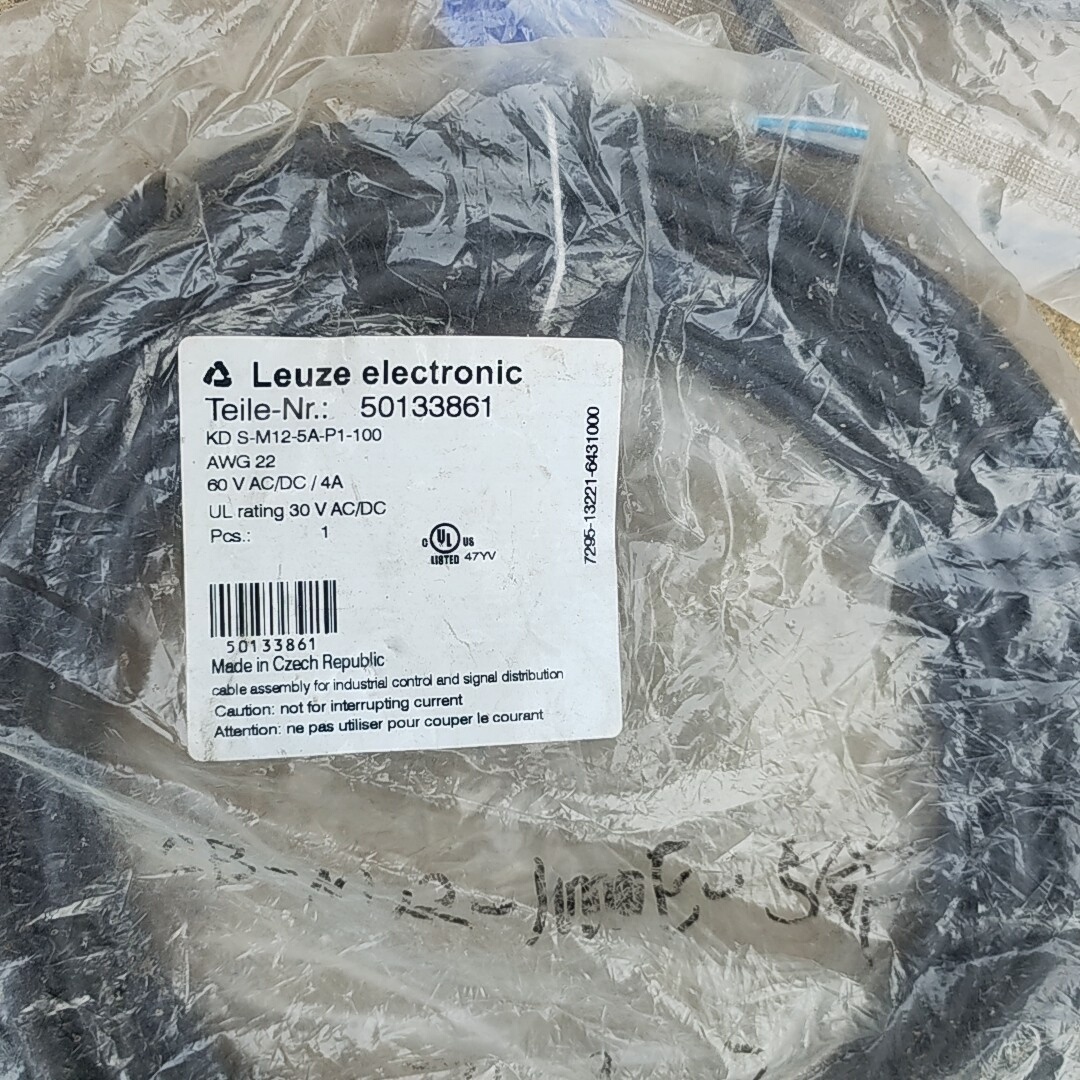 Leuze electronic
Teile-Nr.: 50133861
KD S-M12-5A-P1-100
AWG 22
60 V AC/DC / 4A
UL rating 30 V AC/DC
Pcs.: 1
C UL US
LISTED 47YV
7295-13221-6431000
50133861
Made in Czech Republic
cable assembly for industrial control and signal distribution
Caution: not for interrupting current
Attention: ne pas utiliser pour couper le courant